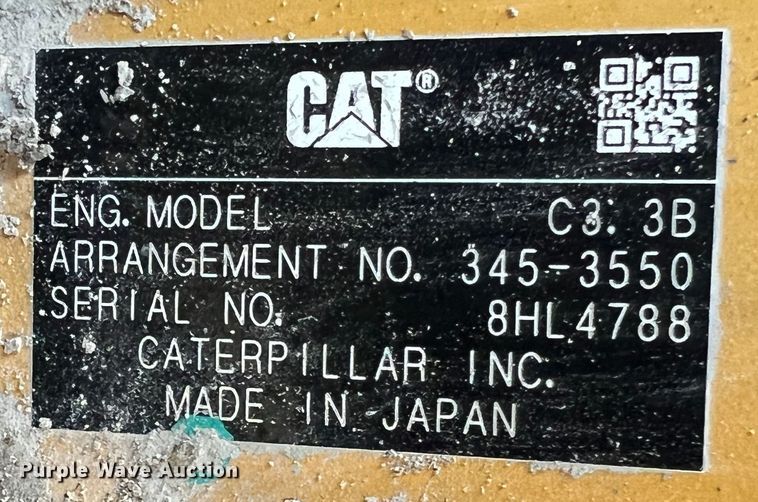 CAT®
ENG. MODEL C3.3B
ARRANGEMENT NO. 345-3550
SERIAL NO. 8HL4788
CATERPILLAR INC.
MADE IN JAPAN
Purple Wave Auction